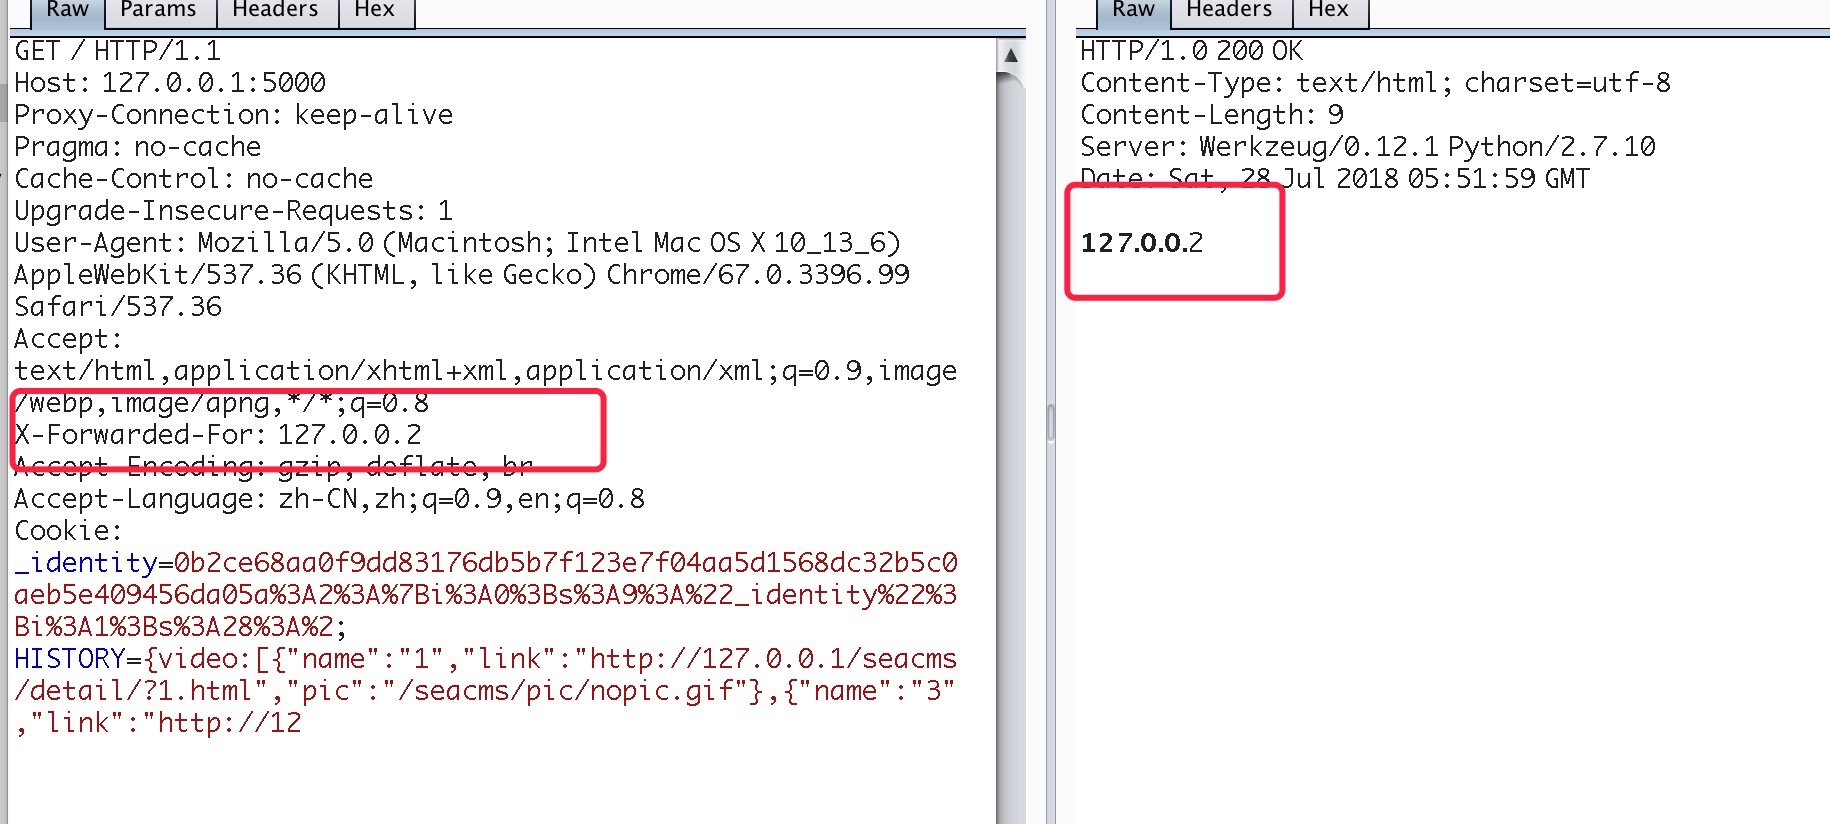 Raw Params Headers Hex
GET / HTTP/1.1
Host: 127.0.0.1:5000
Proxy-Connection: keep-alive
Pragma: no-cache
Cache-Control: no-cache
Upgrade-Insecure-Requests: 1
User-Agent: Mozilla/5.0 (Macintosh; Intel Mac OS X 10_13_6)
AppleWebKit/537.36 (KHTML, like Gecko) Chrome/67.0.3396.99
Safari/537.36
Accept:
text/html,application/xhtml+xml,application/xml;q=0.9,image
/webp,image/apng,*/*;q=0.8
X-Forwarded-For: 127.0.0.2
Accept-Encoding: gzip, deflate, br
Accept-Language: zh-CN,zh;q=0.9,en;q=0.8
Cookie:
_identity=0b2ce68aa0f9dd83176db5b7f123e7f04aa5d1568dc32b5c0
aeb5e409456da05a%3A2%3A%7Bi%3A0%3Bs%3A9%3A%22_identity%22%3
Bi%3A1%3Bs%3A28%3A%2;
HISTORY={video:[{"name":"1","link":"http://127.0.0.1/seacms
/detail/?1.html","pic":"/seacms/pic/nopic.gif"},{"name":"3"
,"link":"http://12
Raw Headers Hex
HTTP/1.0 200 OK
Content-Type: text/html; charset=utf-8
Content-Length: 9
Server: Werkzeug/0.12.1 Python/2.7.10
Date: Sat, 28 Jul 2018 05:51:59 GMT
127.0.0.2